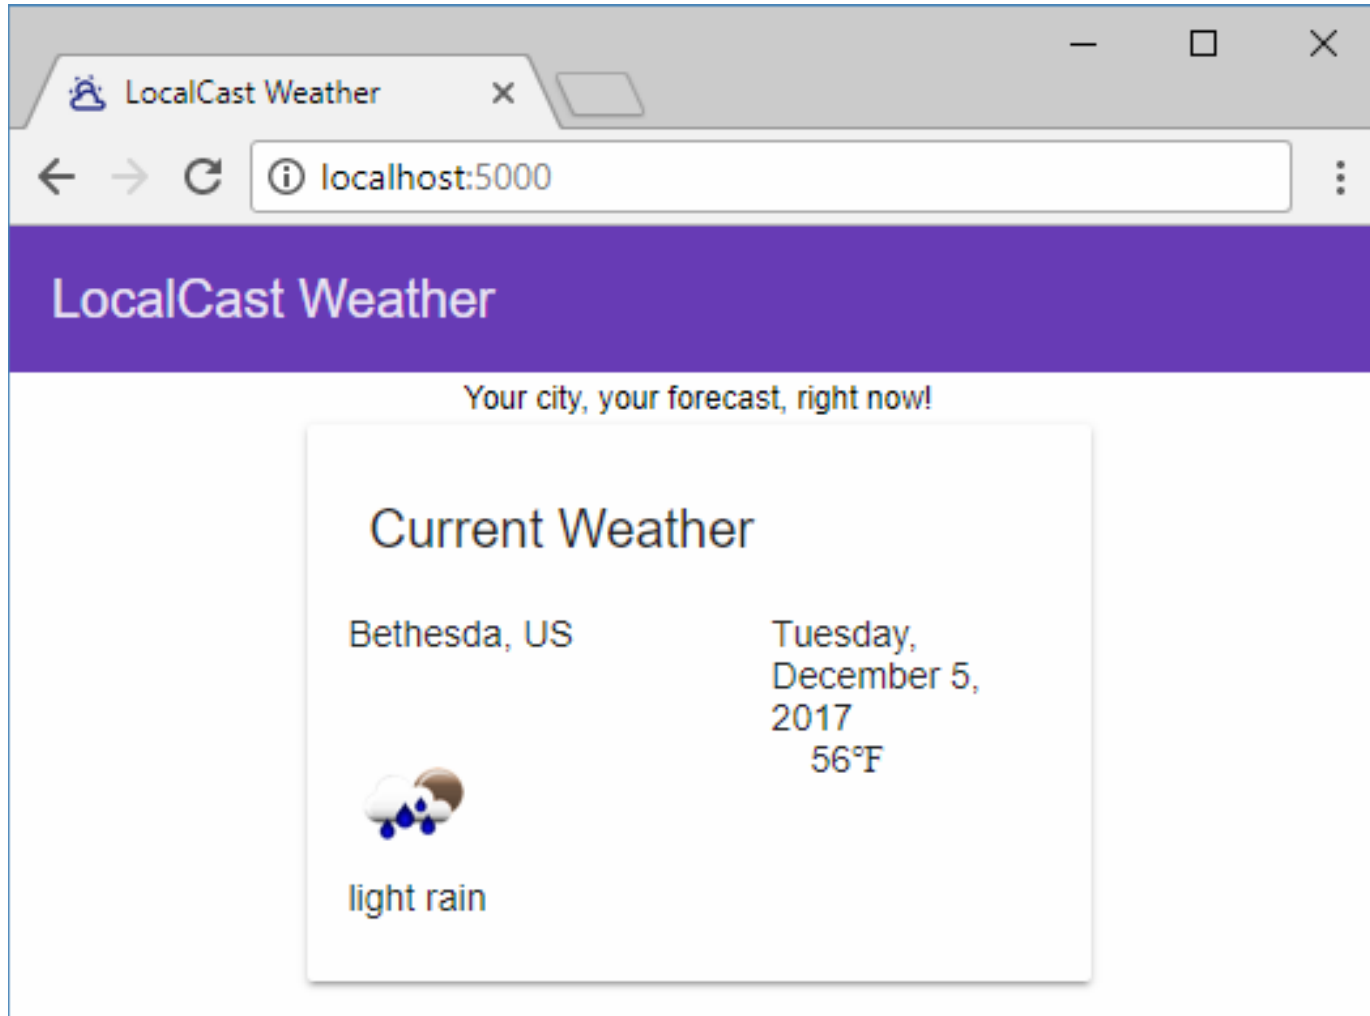 LocalCast Weather
localhost:5000
LocalCast Weather
Your city, your forecast, right now!
Current Weather
Bethesda, US
Tuesday,
December 5,
2017
56°F
light rain